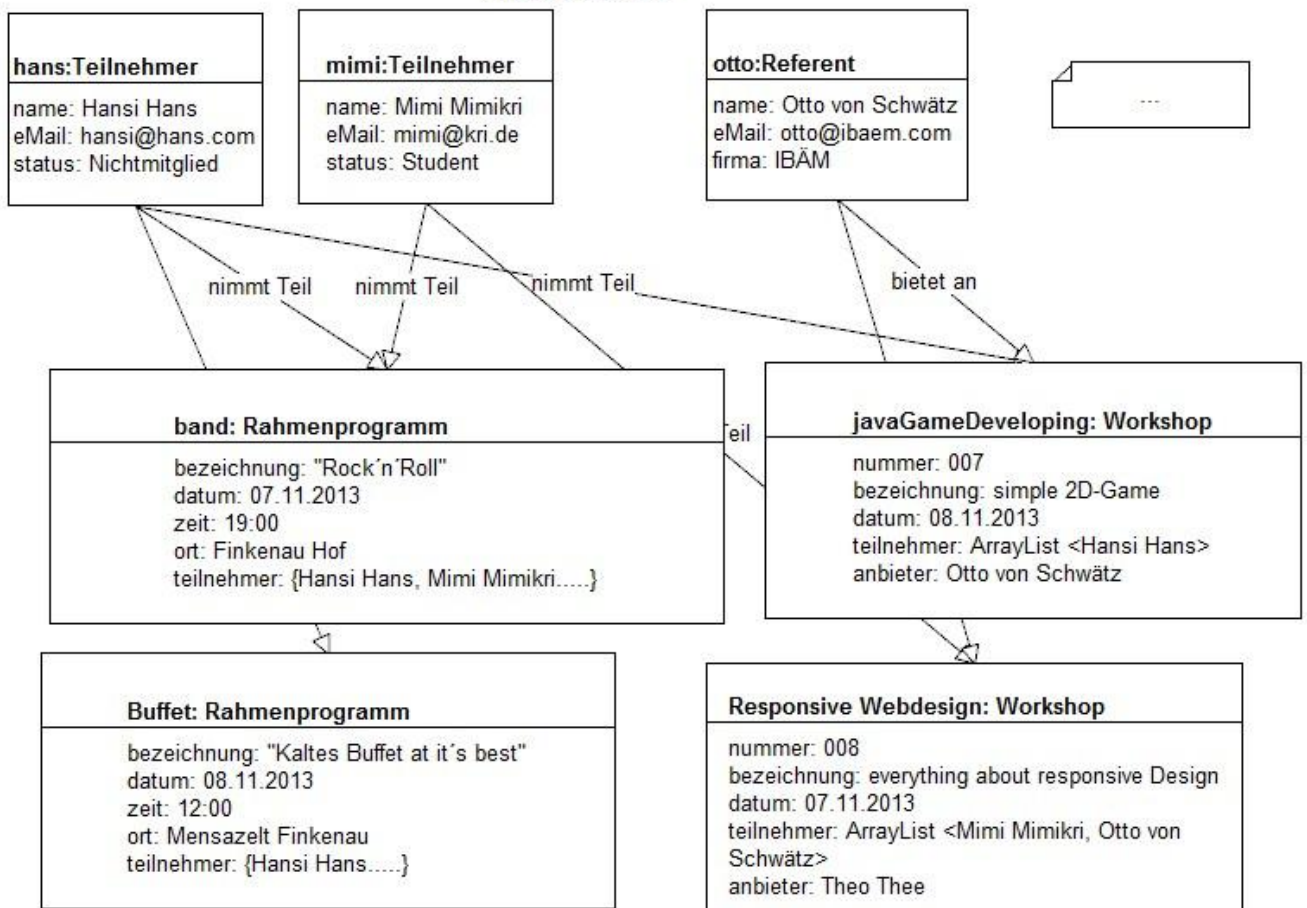 hans:Teilnehmer
name: Hansi Hans
eMail: hansi@hans.com
status: Nichtmitglied
mimi:Teilnehmer
name: Mimi Mimikri
eMail: mimi@kri.de
status: Student
otto:Referent
name: Otto von Schwätz
eMail: otto@ibaem.com
firma: IBÄM
...
nimmt Teil
nimmt Teil
nimmt Teil
bietet an
band: Rahmenprogramm
bezeichnung: "Rock´n´Roll"
datum: 07.11.2013
zeit: 19:00
ort: Finkenau Hof
teilnehmer: {Hansi Hans, Mimi Mimikri.....}
eil
javaGameDeveloping: Workshop
nummer: 007
bezeichnung: simple 2D-Game
datum: 08.11.2013
teilnehmer: ArrayList <Hansi Hans>
anbieter: Otto von Schwätz
Buffet: Rahmenprogramm
bezeichnung: "Kaltes Buffet at it´s best"
datum: 08.11.2013
zeit: 12:00
ort: Mensazelt Finkenau
teilnehmer: {Hansi Hans.....}
Responsive Webdesign: Workshop
nummer: 008
bezeichnung: everything about responsive Design
datum: 07.11.2013
teilnehmer: ArrayList <Mimi Mimikri, Otto von
Schwätz>
anbieter: Theo Thee